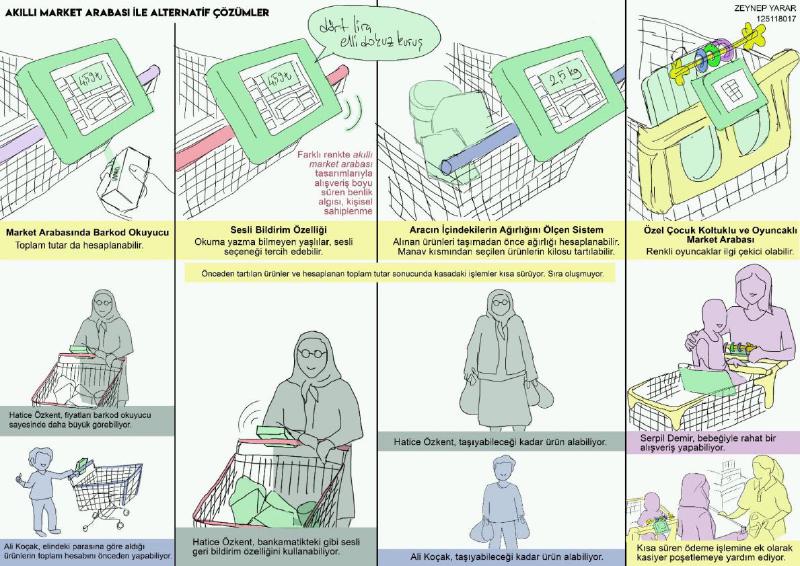 AKILLI MARKET ARABASI İLE ALTERNATİF ÇÖZÜMLER
ZEYNEP YARAR
125118017
4,59₺
dört lira
elli dokuz kuruş
4,59₺
2,5 kg
Farklı renkte akıllı
market arabası
tasarımlarıyla
alışveriş boyu
süren benlik
algısı, kişisel
sahiplenme
Market Arabasında Barkod Okuyucu
Toplam tutar da hesaplanabilir.
Sesli Bildirim Özelliği
Okuma yazma bilmeyen yaşlılar, sesli
seçeneği tercih edebilir.
Aracın İçindekilerin Ağırlığını Ölçen Sistem
Alınan ürünleri taşımadan önce ağırlığı hesaplanabilir.
Manav kısmından seçilen ürünlerin kilosu tartılabilir.
Özel Çocuk Koltuklu ve Oyuncaklı
Market Arabası
Renkli oyuncaklar ilgi çekici olabilir.
Önceden tartılan ürünler ve hesaplanan toplam tutar sonucunda kasadaki işlemler kısa sürüyor. Sıra oluşmuyor.
Hatice Özkent, fiyatları barkod okuyucu
sayesinde daha büyük görebiliyor.
Ali Koçak, elindeki parasına göre aldığı
ürünlerin toplam hesabını önceden yapabiliyor.
Hatice Özkent, bankamatikteki gibi sesli
geri bildirim özelliğini kullanabiliyor.
Hatice Özkent, taşıyabileceği kadar ürün alabiliyor.
Ali Koçak, taşıyabileceği kadar ürün alabiliyor.
Serpil Demir, bebeğiyle rahat bir
alışveriş yapabiliyor.
Kısa süren ödeme işlemine ek olarak
kasiyer poşetlemeye yardım ediyor.